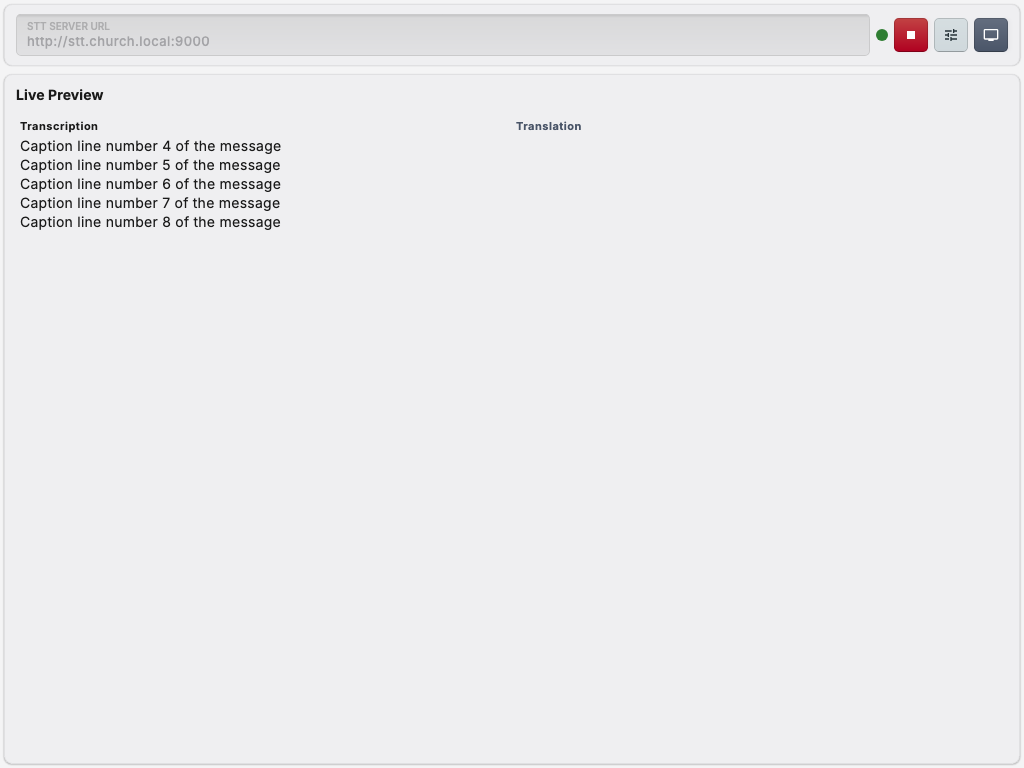 STT SERVER URL
http://stt.church.local:9000
Live Preview
Transcription
Caption line number 4 of the message
Caption line number 5 of the message
Caption line number 6 of the message
Caption line number 7 of the message
Caption line number 8 of the message
Translation